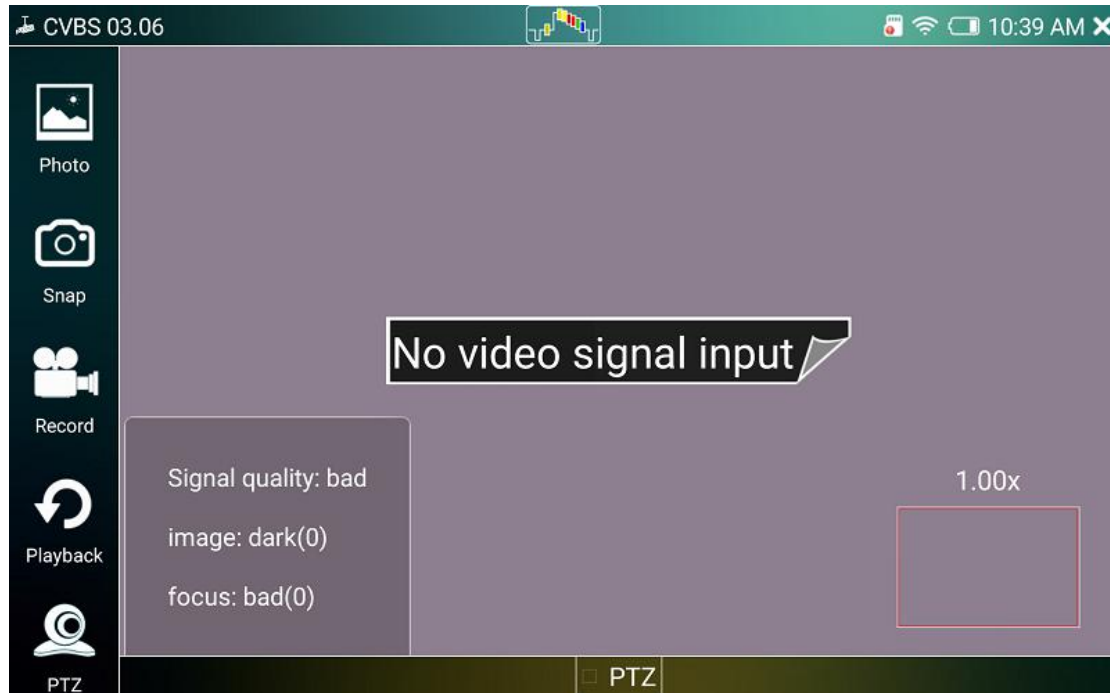 CVBS 03.06
10:39 AM
Photo
Snap
Record
Playback
PTZ
No video signal input
Signal quality: bad
image: dark(0)
focus: bad(0)
1.00x
PTZ